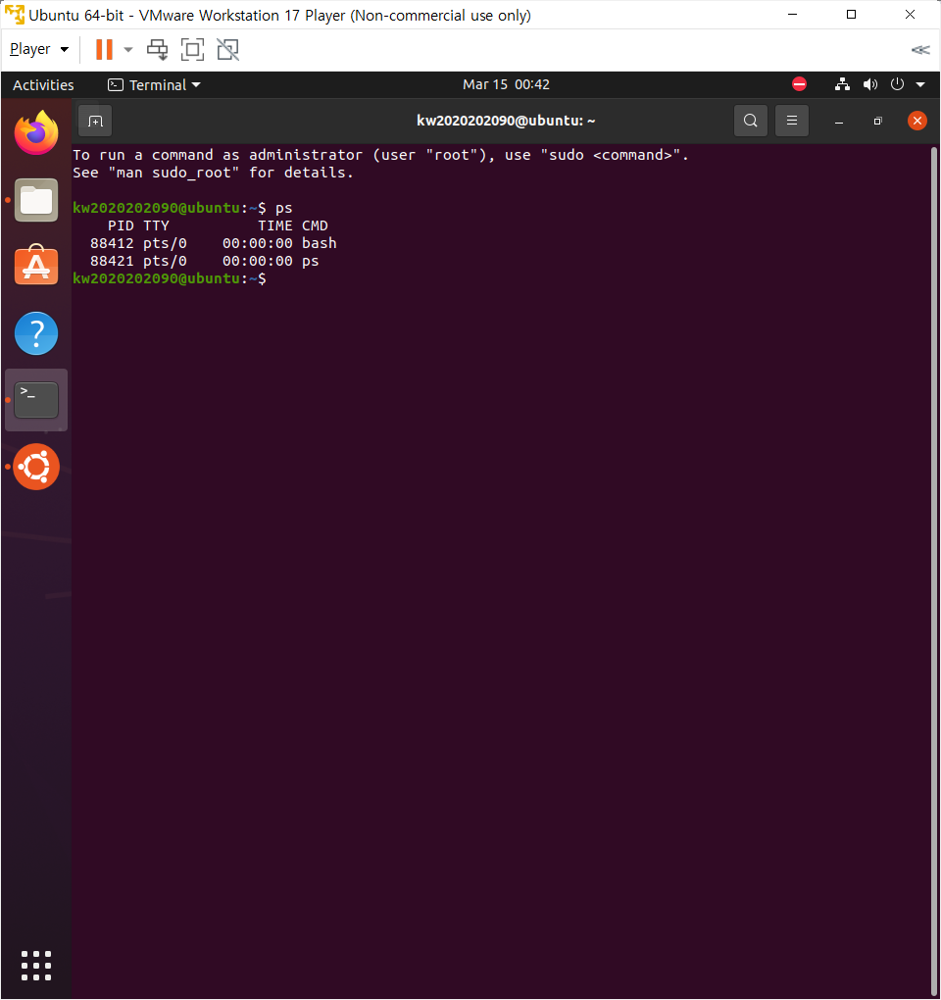 Ubuntu 64-bit - VMware Workstation 17 Player (Non-commercial use only)
Player
Activities
Terminal
Mar 15 00:42
kw2020202090@ubuntu: ~
To run a command as administrator (user "root"), use "sudo <command>".
See "man sudo_root" for details.
kw2020202090@ubuntu:~$ ps
PID TTY TIME CMD
88412 pts/0 00:00:00 bash
88421 pts/0 00:00:00 ps
kw2020202090@ubuntu:~$